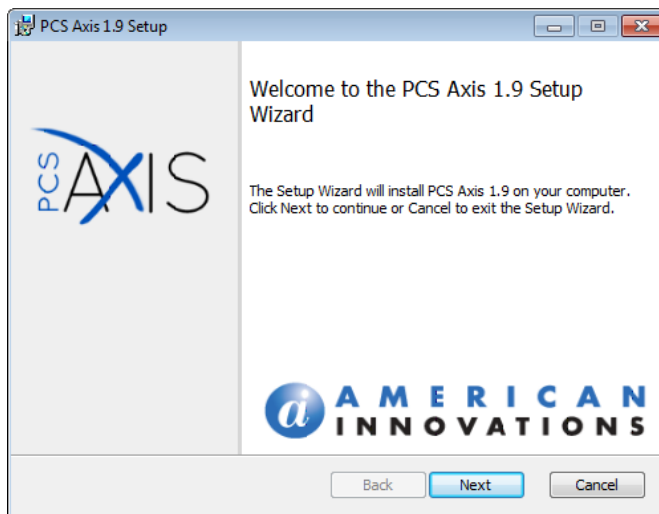 PCS Axis 1.9 Setup
Welcome to the PCS Axis 1.9 Setup
Wizard
PCS AXIS
The Setup Wizard will install PCS Axis 1.9 on your computer.
Click Next to continue or Cancel to exit the Setup Wizard.
a AMERICAN
INNOVATIONS
Back Next Cancel